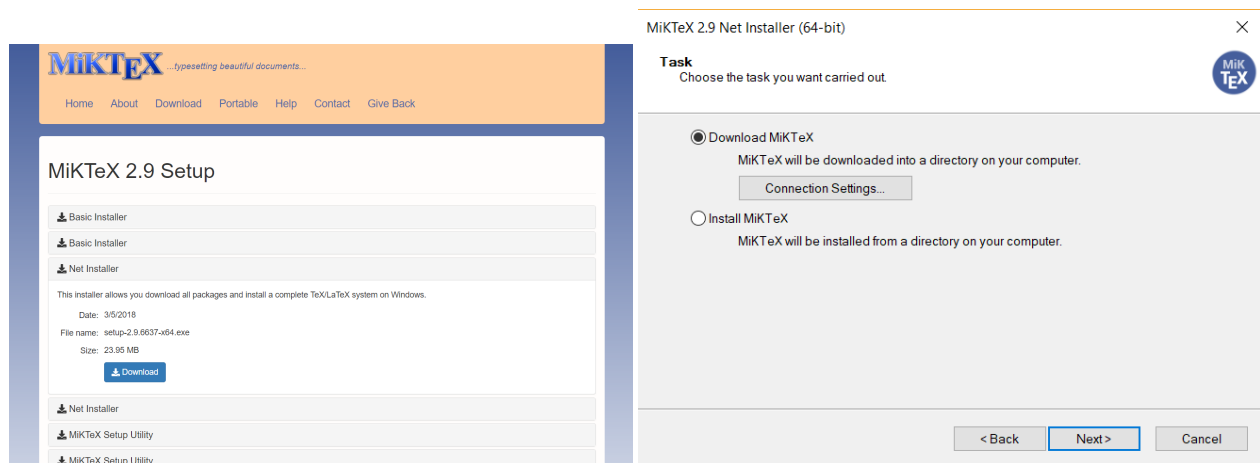 MiKTeX ...typesetting beautiful documents...
Home About Download Portable Help Contact Give Back
MiKTeX 2.9 Setup
Basic Installer
Basic Installer
Net Installer
This installer allows you download all packages and install a complete TeX/LaTeX system on Windows.
Date: 3/5/2018
File name: setup-2.9.6637-x64.exe
Size: 23.95 MB
Download
Net Installer
MiKTeX Setup Utility
MiKTeX Setup Utility
MiKTeX 2.9 Net Installer (64-bit)
Task
Choose the task you want carried out.
MiK
TEX
Download MiKTeX
MiKTeX will be downloaded into a directory on your computer.
Connection Settings...
Install MiKTeX
MiKTeX will be installed from a directory on your computer.
< Back Next > Cancel